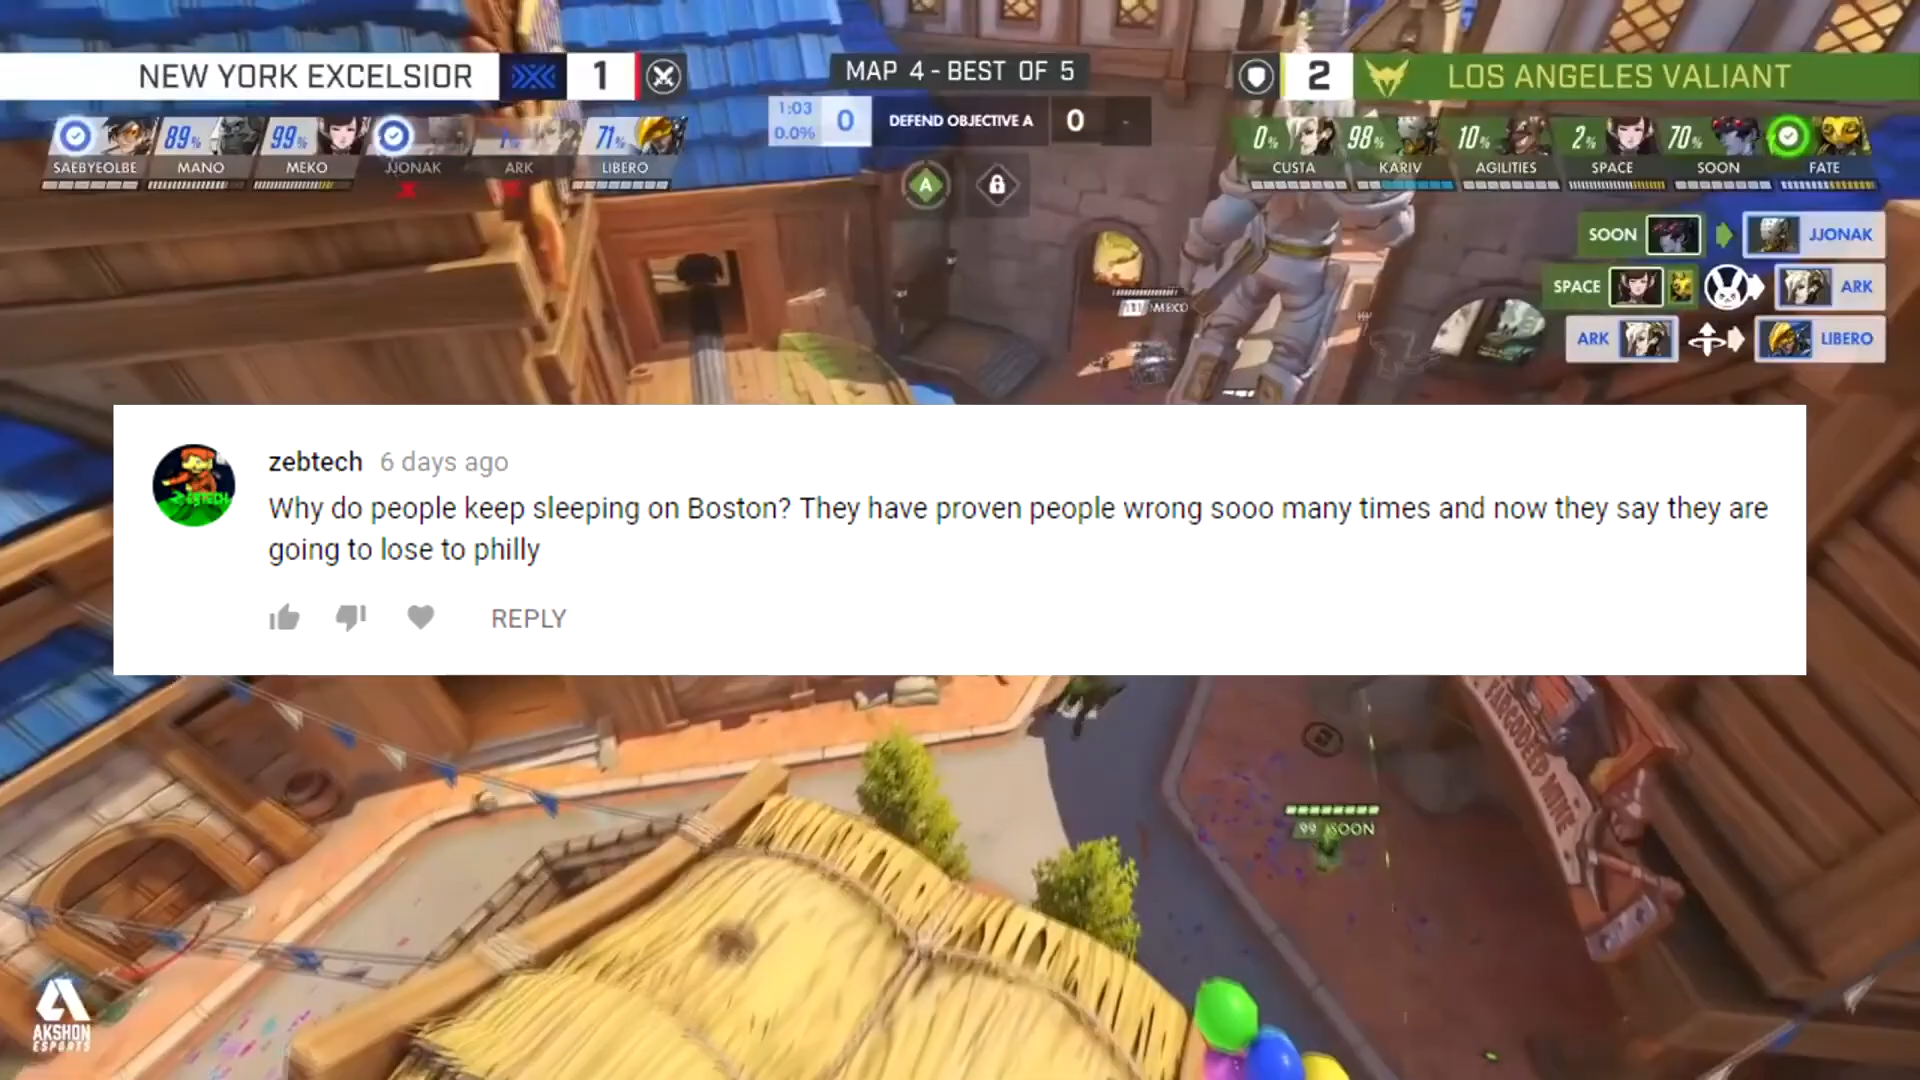 NEW YORK EXCELSIOR 1
MAP 4 - BEST OF 5
2 LOS ANGELES VALIANT
1:03
0.0%
0 DEFEND OBJECTIVE A 0 -
89% 99% 71%
SAEBYEOLBE MANO MEKO JJONAK ARK LIBERO
0% 98% 10% 2% 70%
CUSTA KARIV AGILITIES SPACE SOON FATE
A
SOON JJONAK
SPACE ARK
ARK LIBERO
MEKO
zebtech 6 days ago
Why do people keep sleeping on Boston? They have proven people wrong sooo many times and now they say they are
going to lose to philly
REPLY
99 SOON
AKSHON
ESPORTS